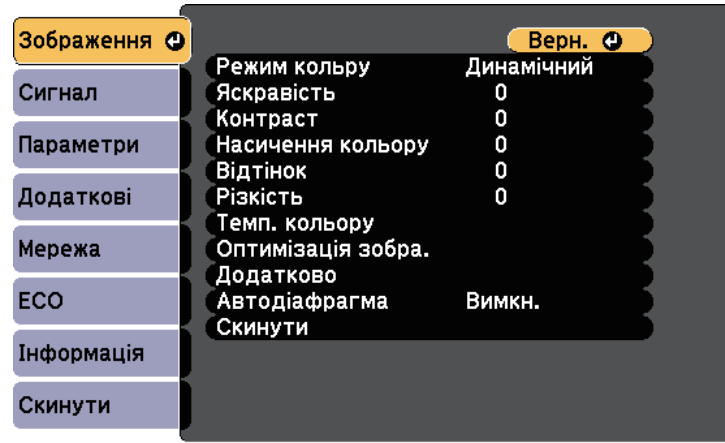 Зображення
Сигнал
Параметри
Додаткові
Мережа
ECO
Інформація
Скинути
Верн.
Режим кольру Динамічний
Яскравість 0
Контраст 0
Насичення кольору 0
Відтінок 0
Різкість 0
Темп. кольору
Оптимізація зобра.
Додатково
Автодіафрагма Вимкн.
Скинути